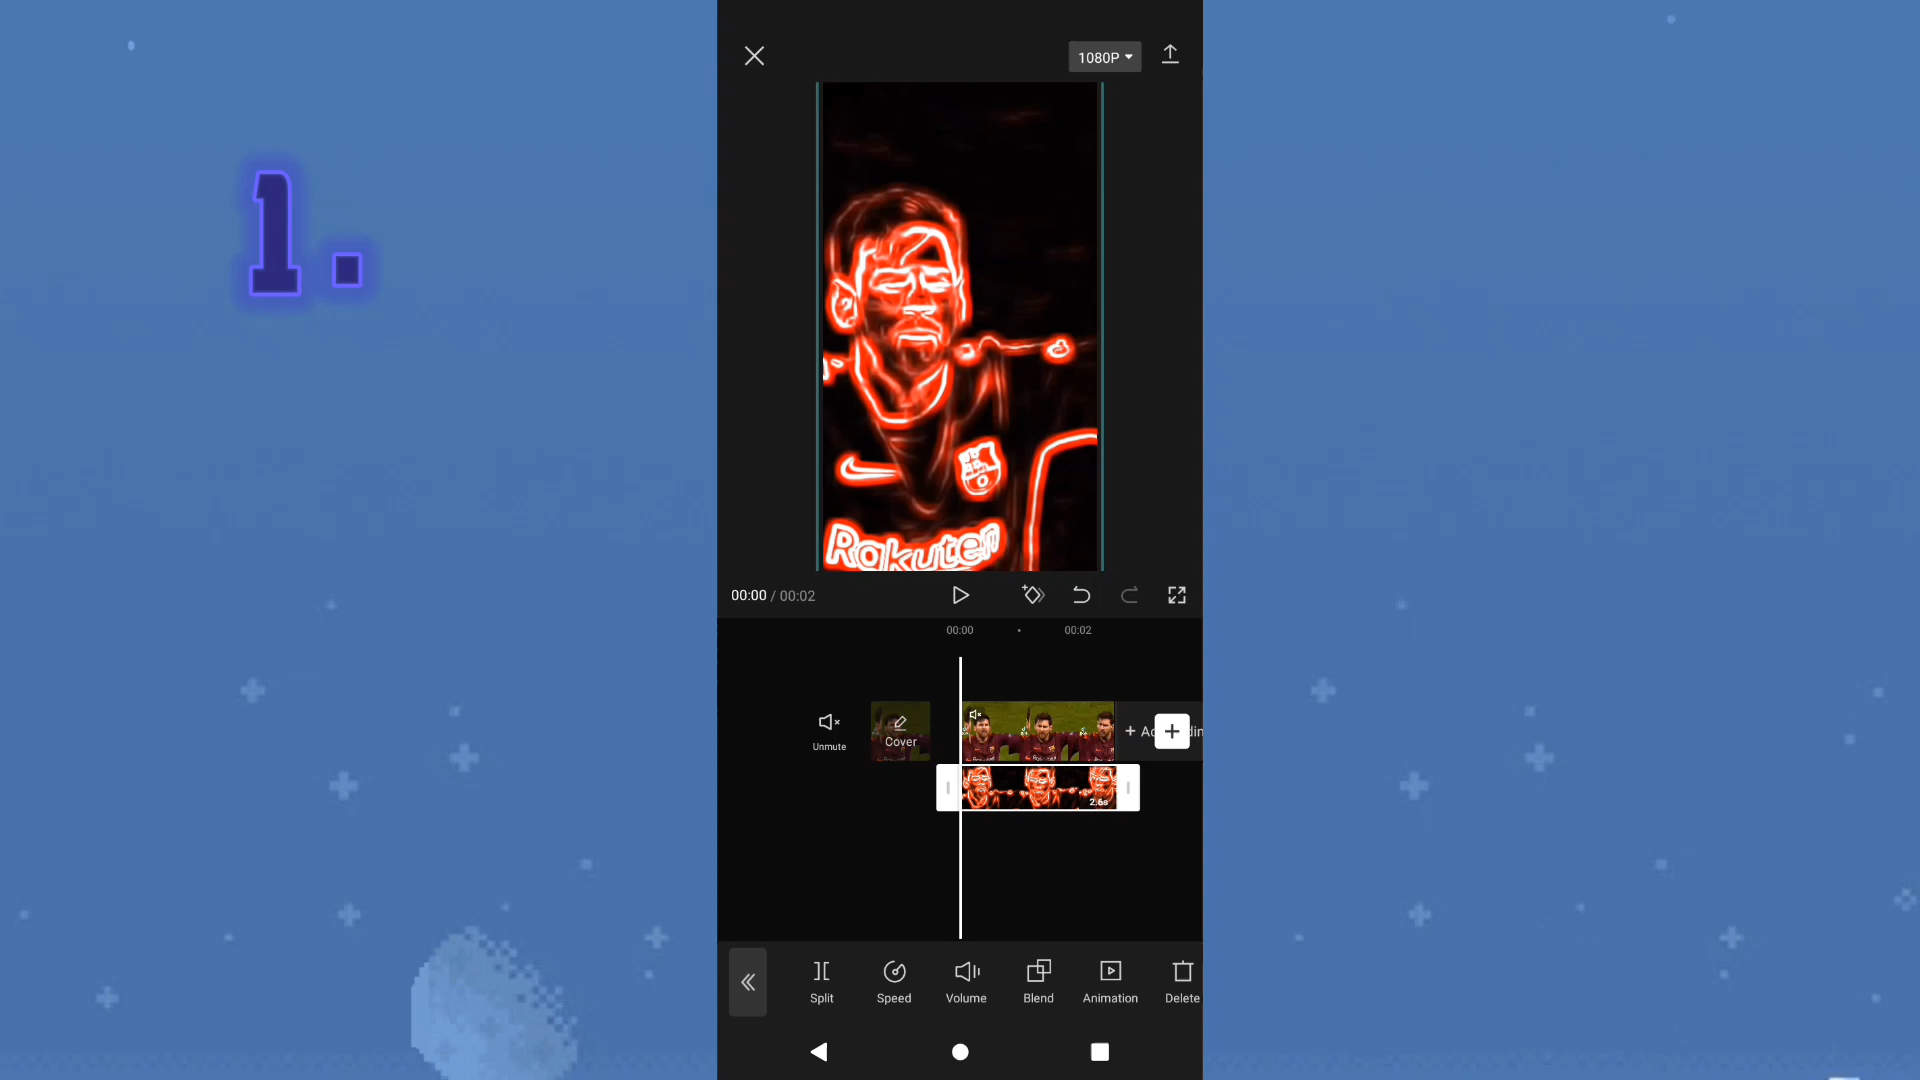 1.
1080P
Rakuten
00:00 / 00:02
00:00
00:02
Unmute
Cover
2.6s
Split
Speed
Volume
Blend
Animation
Delete